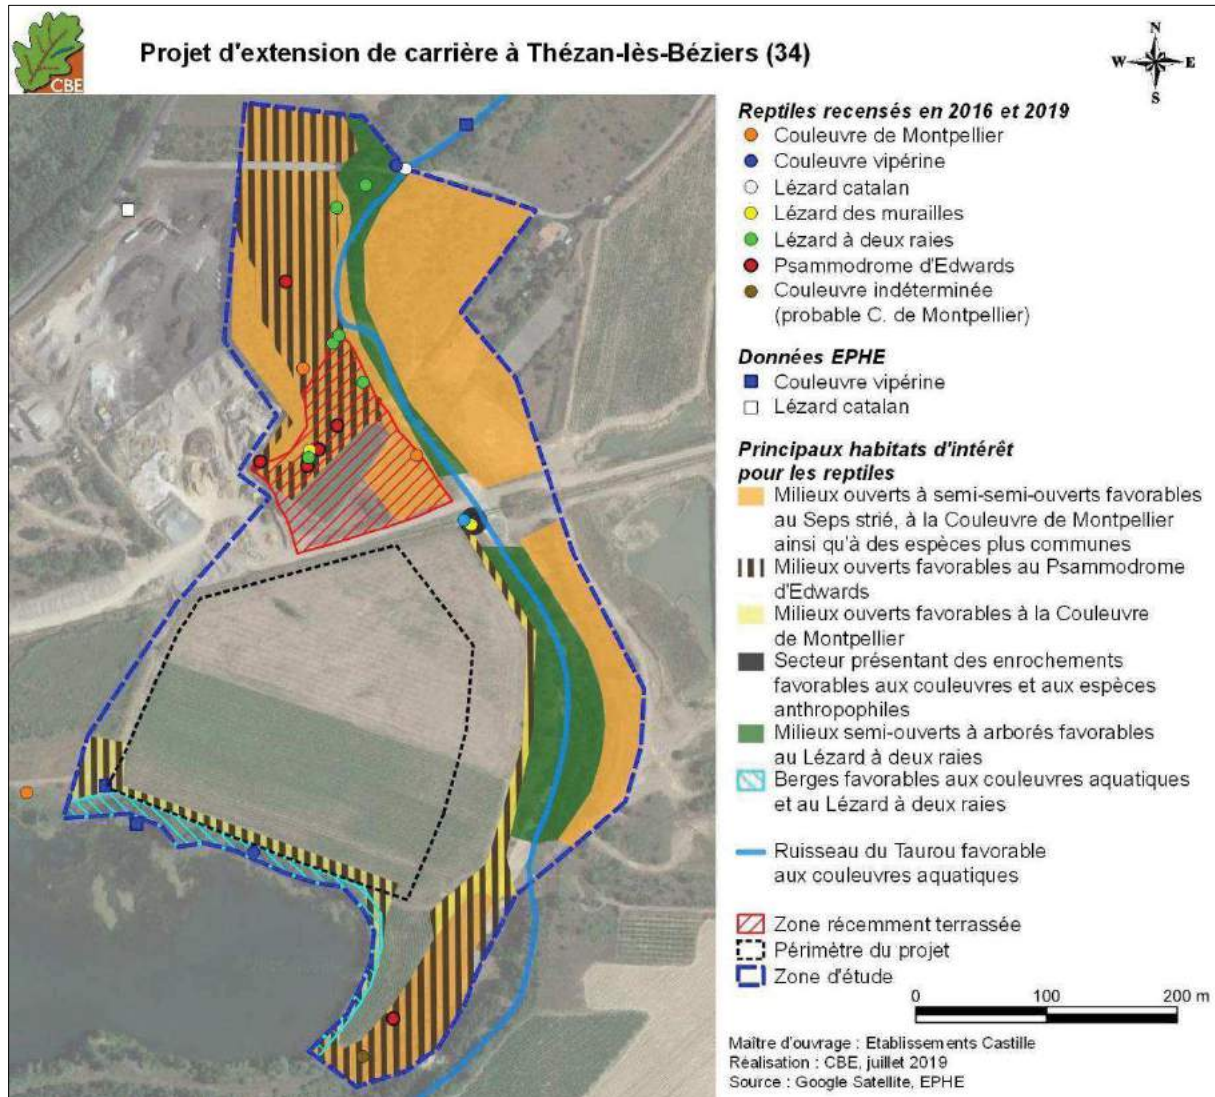 CBE
Projet d'extension de carrière à Thézan-lès-Béziers (34)
N
W E
S
Reptiles recensés en 2016 et 2019
Couleuvre de Montpellier
Couleuvre vipérine
Lézard catalan
Lézard des murailles
Lézard à deux raies
Psammodrome d'Edwards
Couleuvre indéterminée
(probable C. de Montpellier)
Données EPHE
Couleuvre vipérine
Lézard catalan
Principaux habitats d'intérêt
pour les reptiles
Milieux ouverts à semi-semi-ouverts favorables
au Seps strié, à la Couleuvre de Montpellier
ainsi qu'à des espèces plus communes
Milieux ouverts favorables au Psammodrome
d'Edwards
Milieux ouverts favorables à la Couleuvre
de Montpellier
Secteur présentant des enrochements
favorables aux couleuvres et aux espèces
anthropophiles
Milieux semi-ouverts à arborés favorables
au Lézard à deux raies
Berges favorables aux couleuvres aquatiques
et au Lézard à deux raies
Ruisseau du Taurou favorable
aux couleuvres aquatiques
Zone récemment terrassée
Périmètre du projet
Zone d'étude
0 100 200 m
Maître d'ouvrage : Etablissements Castille
Réalisation : CBE, juillet 2019
Source : Google Satellite, EPHE